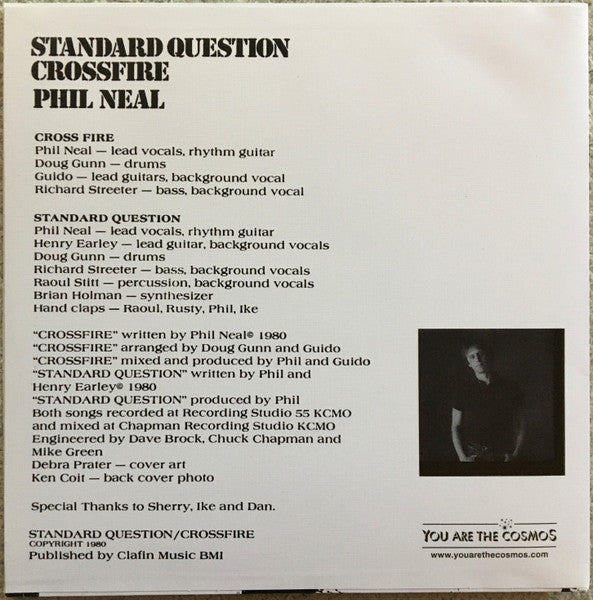 STANDARD QUESTION
CROSSFIRE
PHIL NEAL
CROSS FIRE
Phil Neal — lead vocals, rhythm guitar
Doug Gunn — drums
Guido — lead guitars, background vocal
Richard Streeter — bass, background vocal
STANDARD QUESTION
Phil Neal — lead vocals, rhythm guitar
Henry Earley — lead guitar, background vocals
Doug Gunn — drums
Richard Streeter — bass, background vocals
Raoul Stitt — percussion, background vocals
Brian Holman — synthesizer
Hand claps — Raoul, Rusty, Phil, Ike
“CROSSFIRE” written by Phil Neal© 1980
“CROSSFIRE” arranged by Doug Gunn and Guido
“CROSSFIRE” mixed and produced by Phil and Guido
“STANDARD QUESTION” written by Phil and
Henry Earley© 1980
“STANDARD QUESTION” produced by Phil
Both songs recorded at Recording Studio 55 KCMO
and mixed at Chapman Recording Studio KCMO
Engineered by Dave Brock, Chuck Chapman and
Mike Green
Debra Prater — cover art
Ken Coit — back cover photo
Special Thanks to Sherry, Ike and Dan.
STANDARD QUESTION/CROSSFIRE
COPYRIGHT 1980
Published by Clafin Music BMI
YOU ARE THE COSMOS
www.youarethecosmos.com